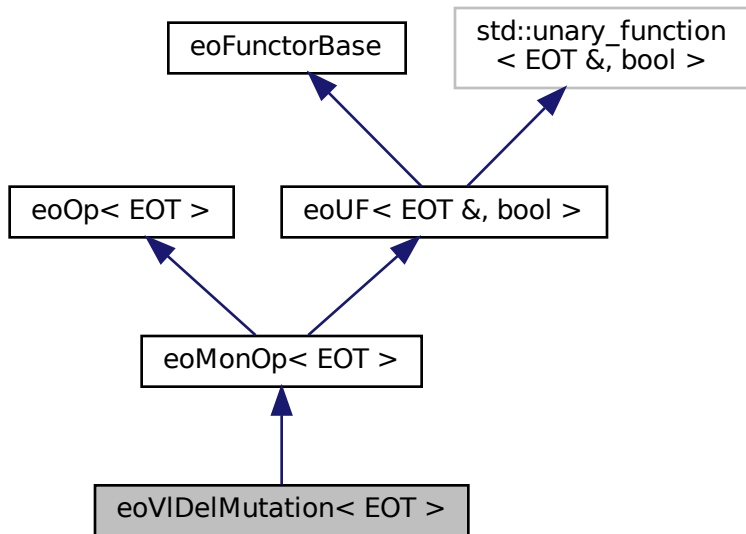 eoFunctorBase
std::unary_function
< EOT &, bool >
eoOp< EOT >
eoUF< EOT &, bool >
eoMonOp< EOT >
eoVlDelMutation< EOT >